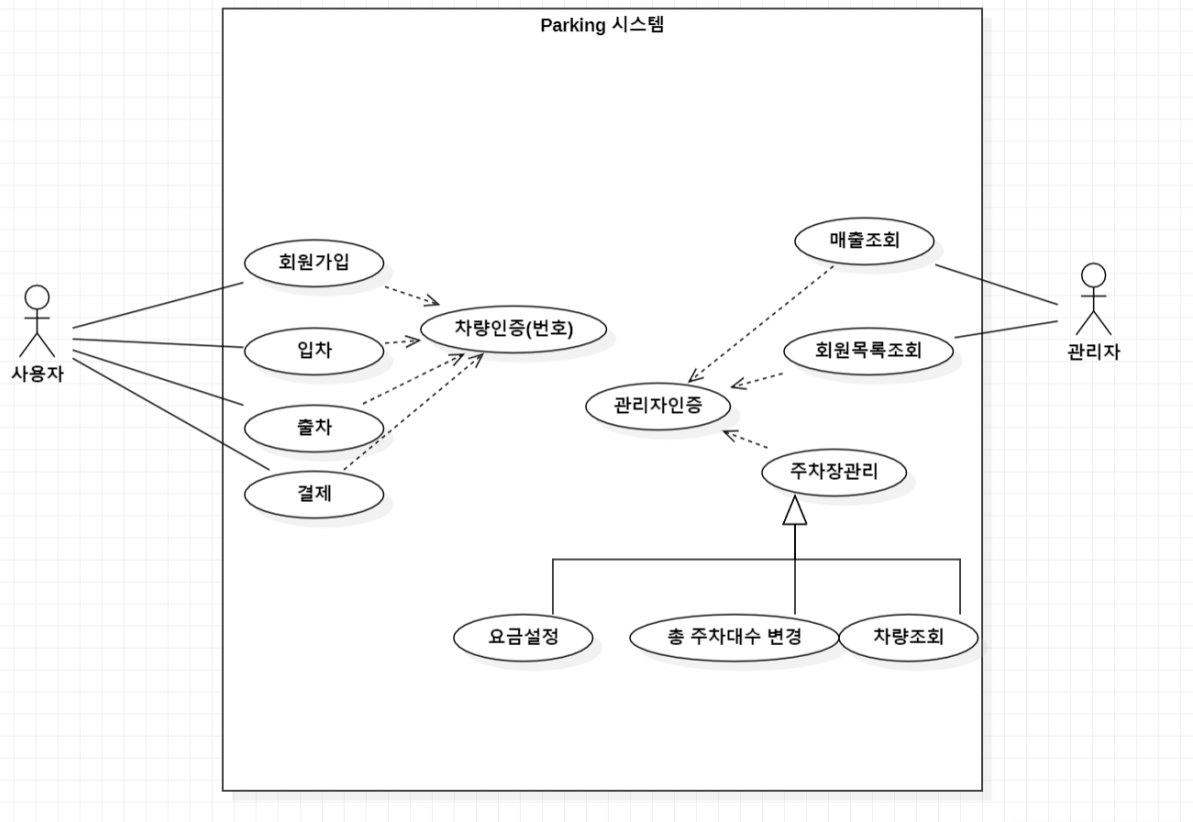 Parking 시스템
회원가입
입차
출차
결제
차량인증(번호)
매출조회
회원목록조회
관리자인증
주차장관리
요금설정
총 주차대수 변경
차량조회
사용자
관리자